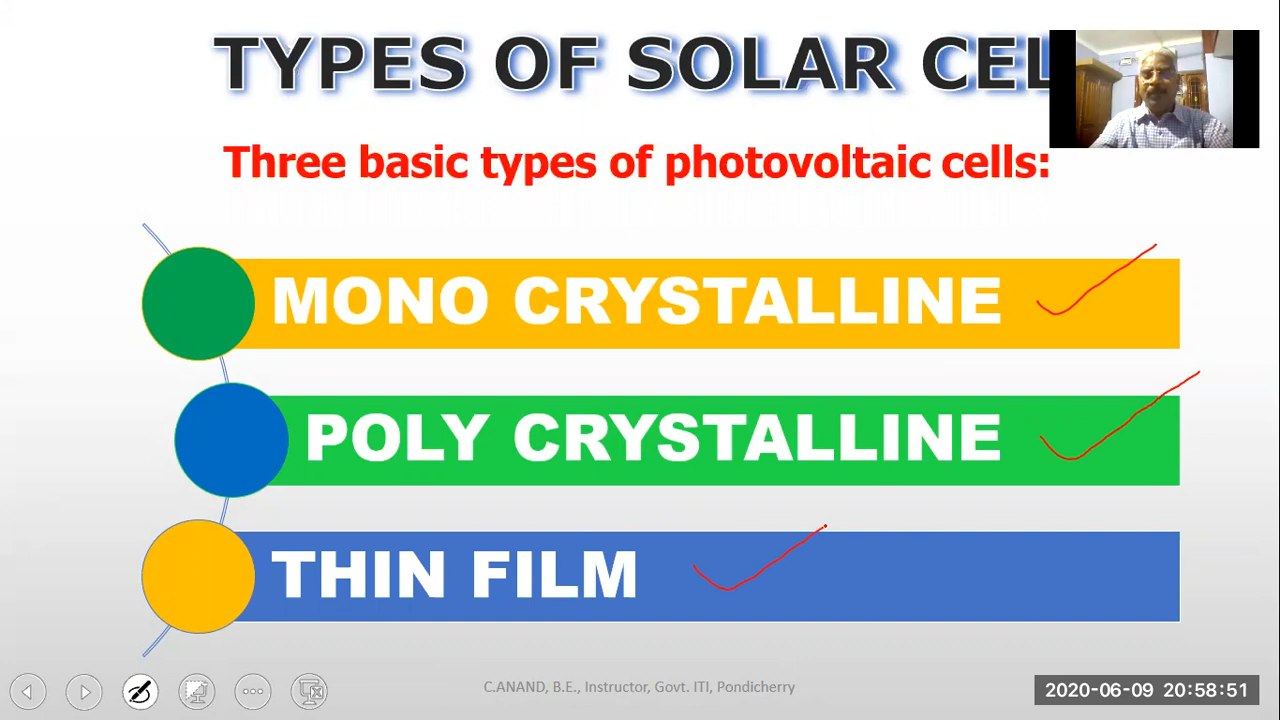 TYPES OF SOLAR CEL
Three basic types of photovoltaic cells:
MONO CRYSTALLINE
POLY CRYSTALLINE
THIN FILM
C.ANAND, B.E., Instructor, Govt. ITI, Pondicherry
2020-06-09 20:58:51